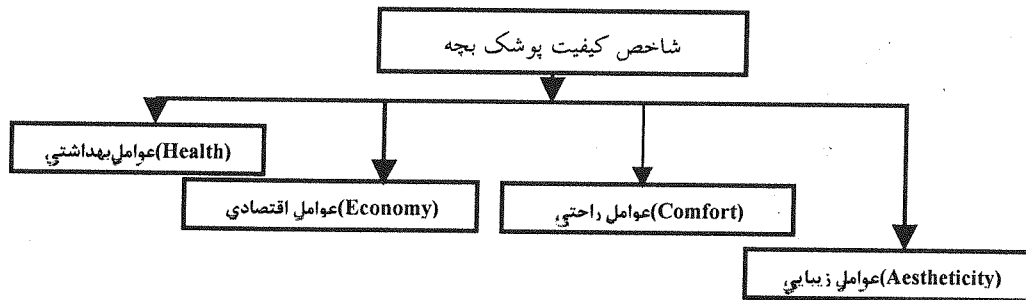 شاخص کیفیت پوشک بچه
عوامل بهداشتي(Health)
عوامل اقتصادي(Economy)
عوامل راحتي(Comfort)
عوامل زيبايي(Aestheticity)